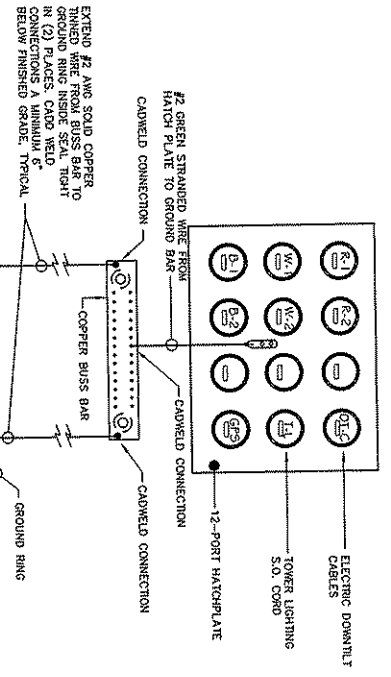 R-1 R-2 DT-C
W-1 W-2 T-L
B-1 B-2 GPS
ELECTRIC DOWNTILT
CABLES
TOWER LIGHTING
S.O. CORD
12-PORT HATCHPLATE
#2 GREEN STRANDED WIRE FROM
HATCH PLATE TO GROUND BAR
CADWELD CONNECTION
CADWELD CONNECTION
COPPER BUSS BAR
CADWELD CONNECTION
EXTEND #2 AWG SOLID COPPER
TINNED WIRE FROM BUSS BAR TO
GROUND RING INSIDE SEAL TIGHT
IN (2) PLACES. CADD WELD
CONNECTIONS A MINIMUM 6"
BELOW FINISHED GRADE, TYPICAL
GROUND RING